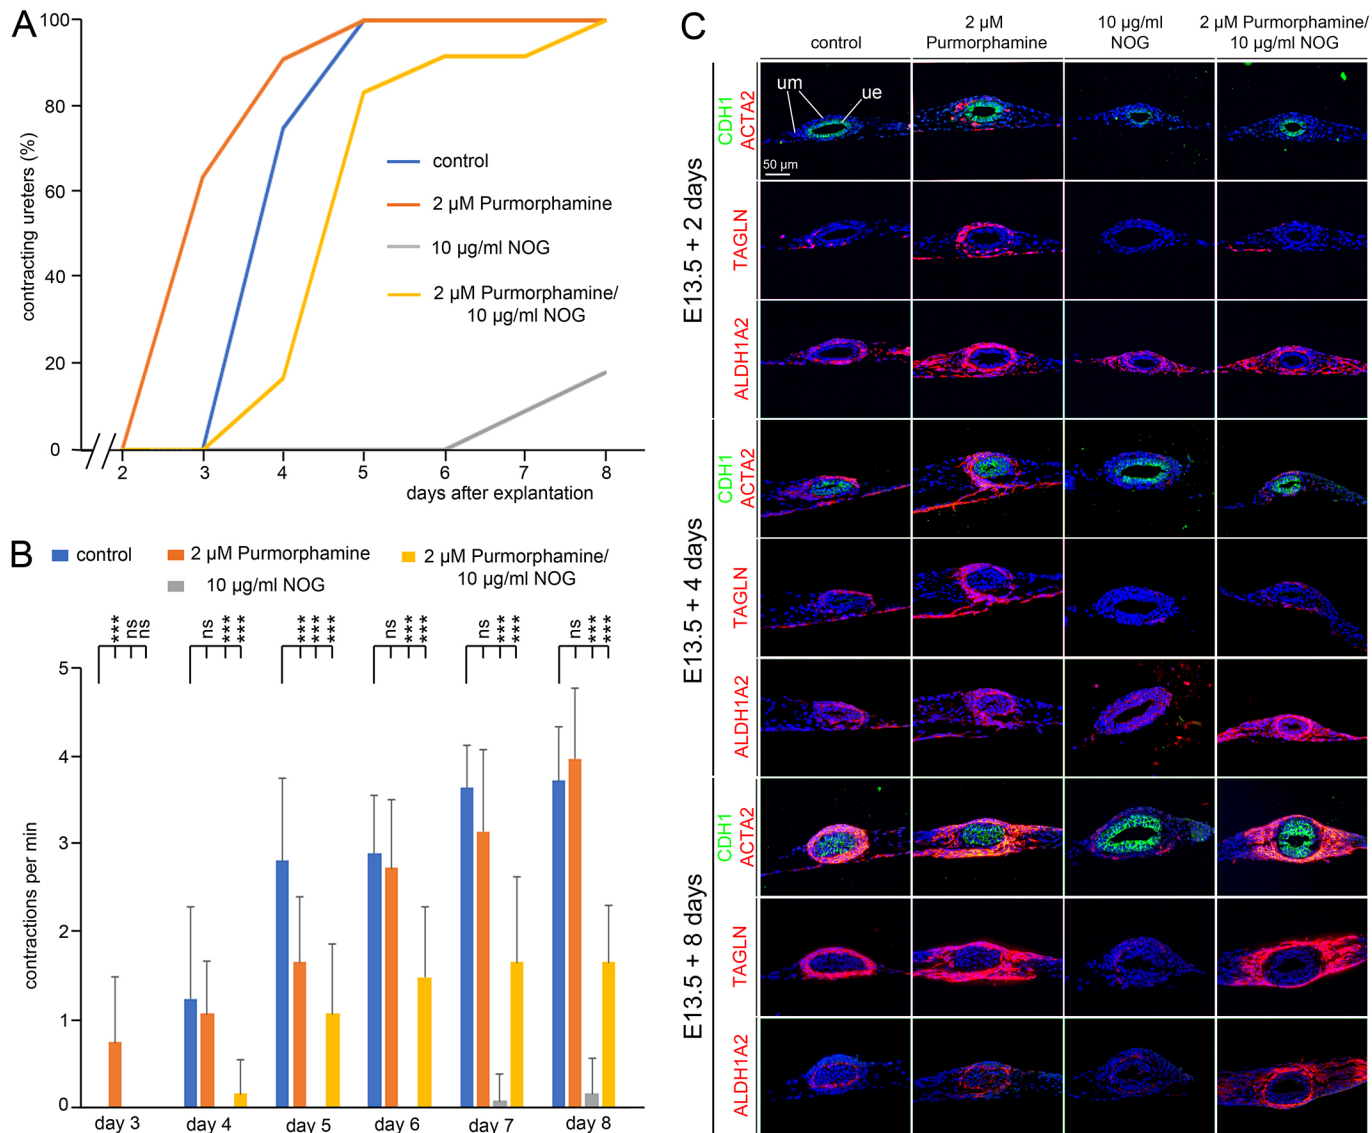 A
100
80
60
40
20
0
contracting ureters (%)
control
2 µM Purmorphamine
10 µg/ml NOG
2 µM Purmorphamine/
10 µg/ml NOG
2 3 4 5 6 7 8
days after explantation
B
control
2 µM Purmorphamine
2 µM Purmorphamine/
10 µg/ml NOG
10 µg/ml NOG
*** ns ns
ns *** ***
*** *** ***
ns *** ***
ns *** ***
ns *** ***
5
4
3
2
1
0
contractions per min
day 3 day 4 day 5 day 6 day 7 day 8
C
control
2 µM
Purmorphamine
10 µg/ml
NOG
2 µM Purmorphamine/
10 µg/ml NOG
E13.5 + 2 days
CDH1
ACTA2
um
ue
50 µm
TAGLN
ALDH1A2
E13.5 + 4 days
CDH1
ACTA2
TAGLN
ALDH1A2
E13.5 + 8 days
CDH1
ACTA2
TAGLN
ALDH1A2